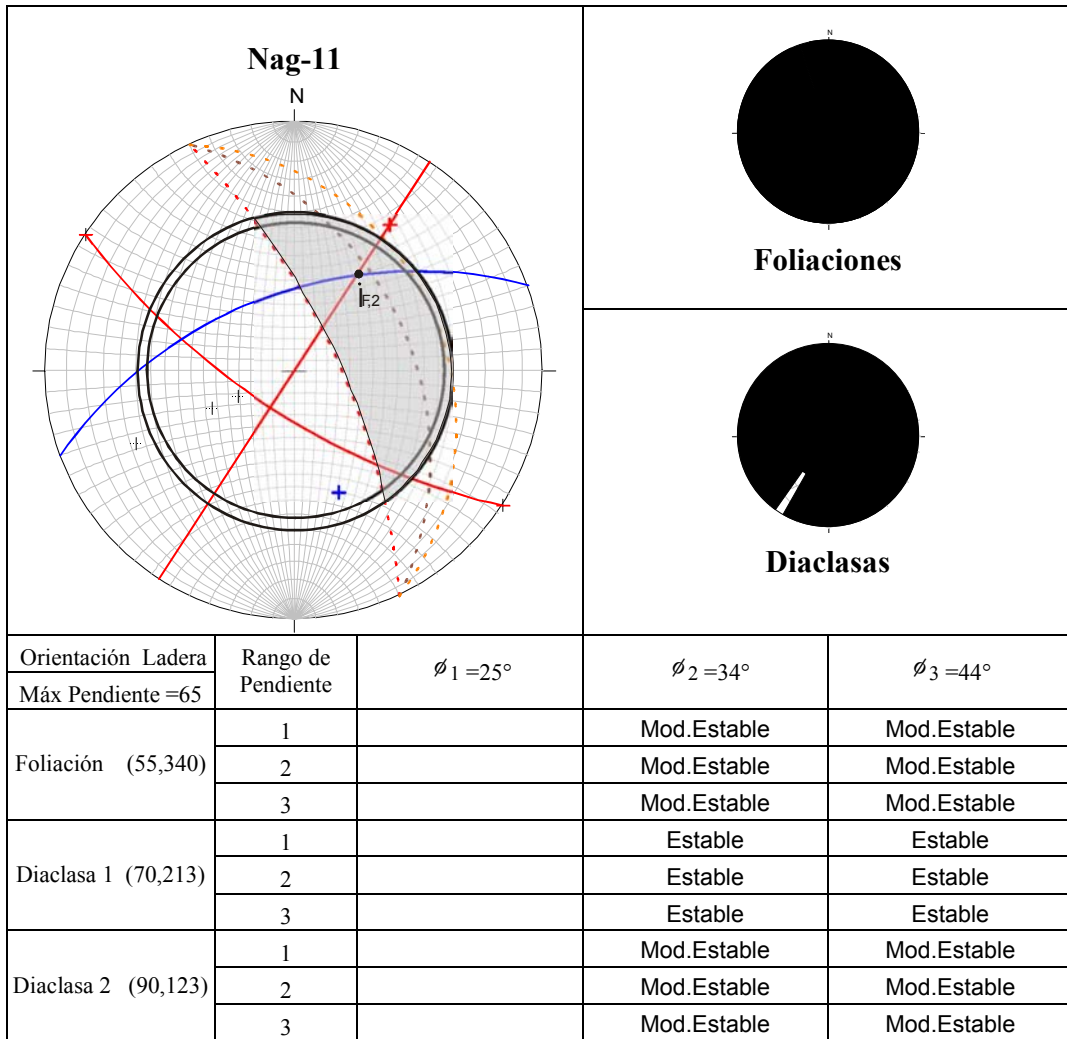 Nag-11
N
i F,2
N
Foliaciones
N
Diaclasas
Orientación Ladera
Máx Pendiente =65
Rango de
Pendiente
ϕ1 =25°
ϕ2 =34°
ϕ3 =44°
Foliación (55,340)
1 Mod.Estable Mod.Estable
2 Mod.Estable Mod.Estable
3 Mod.Estable Mod.Estable
Diaclasa 1 (70,213)
1 Estable Estable
2 Estable Estable
3 Estable Estable
Diaclasa 2 (90,123)
1 Mod.Estable Mod.Estable
2 Mod.Estable Mod.Estable
3 Mod.Estable Mod.Estable